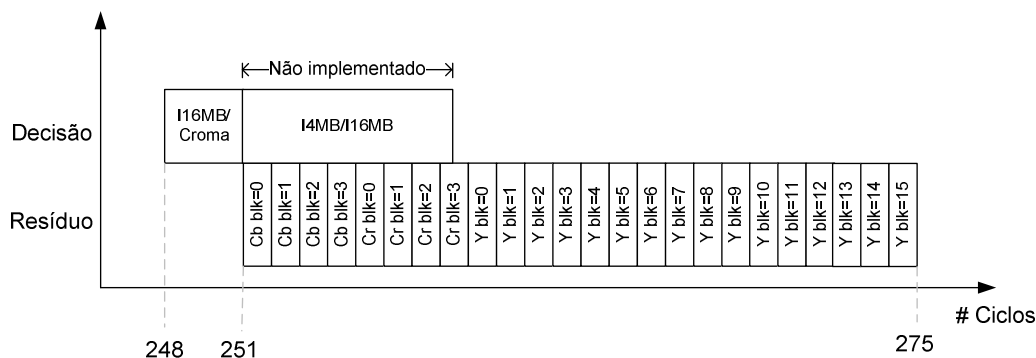 Não implementado
I16MB/
Croma
I4MB/I16MB
Decisão
Resíduo
Cb blk=0
Cb blk=1
Cb blk=2
Cb blk=3
Cr blk=0
Cr blk=1
Cr blk=2
Cr blk=3
Y blk=0
Y blk=1
Y blk=2
Y blk=3
Y blk=4
Y blk=5
Y blk=6
Y blk=7
Y blk=8
Y blk=9
Y blk=10
Y blk=11
Y blk=12
Y blk=13
Y blk=14
Y blk=15
# Ciclos
248
251
275